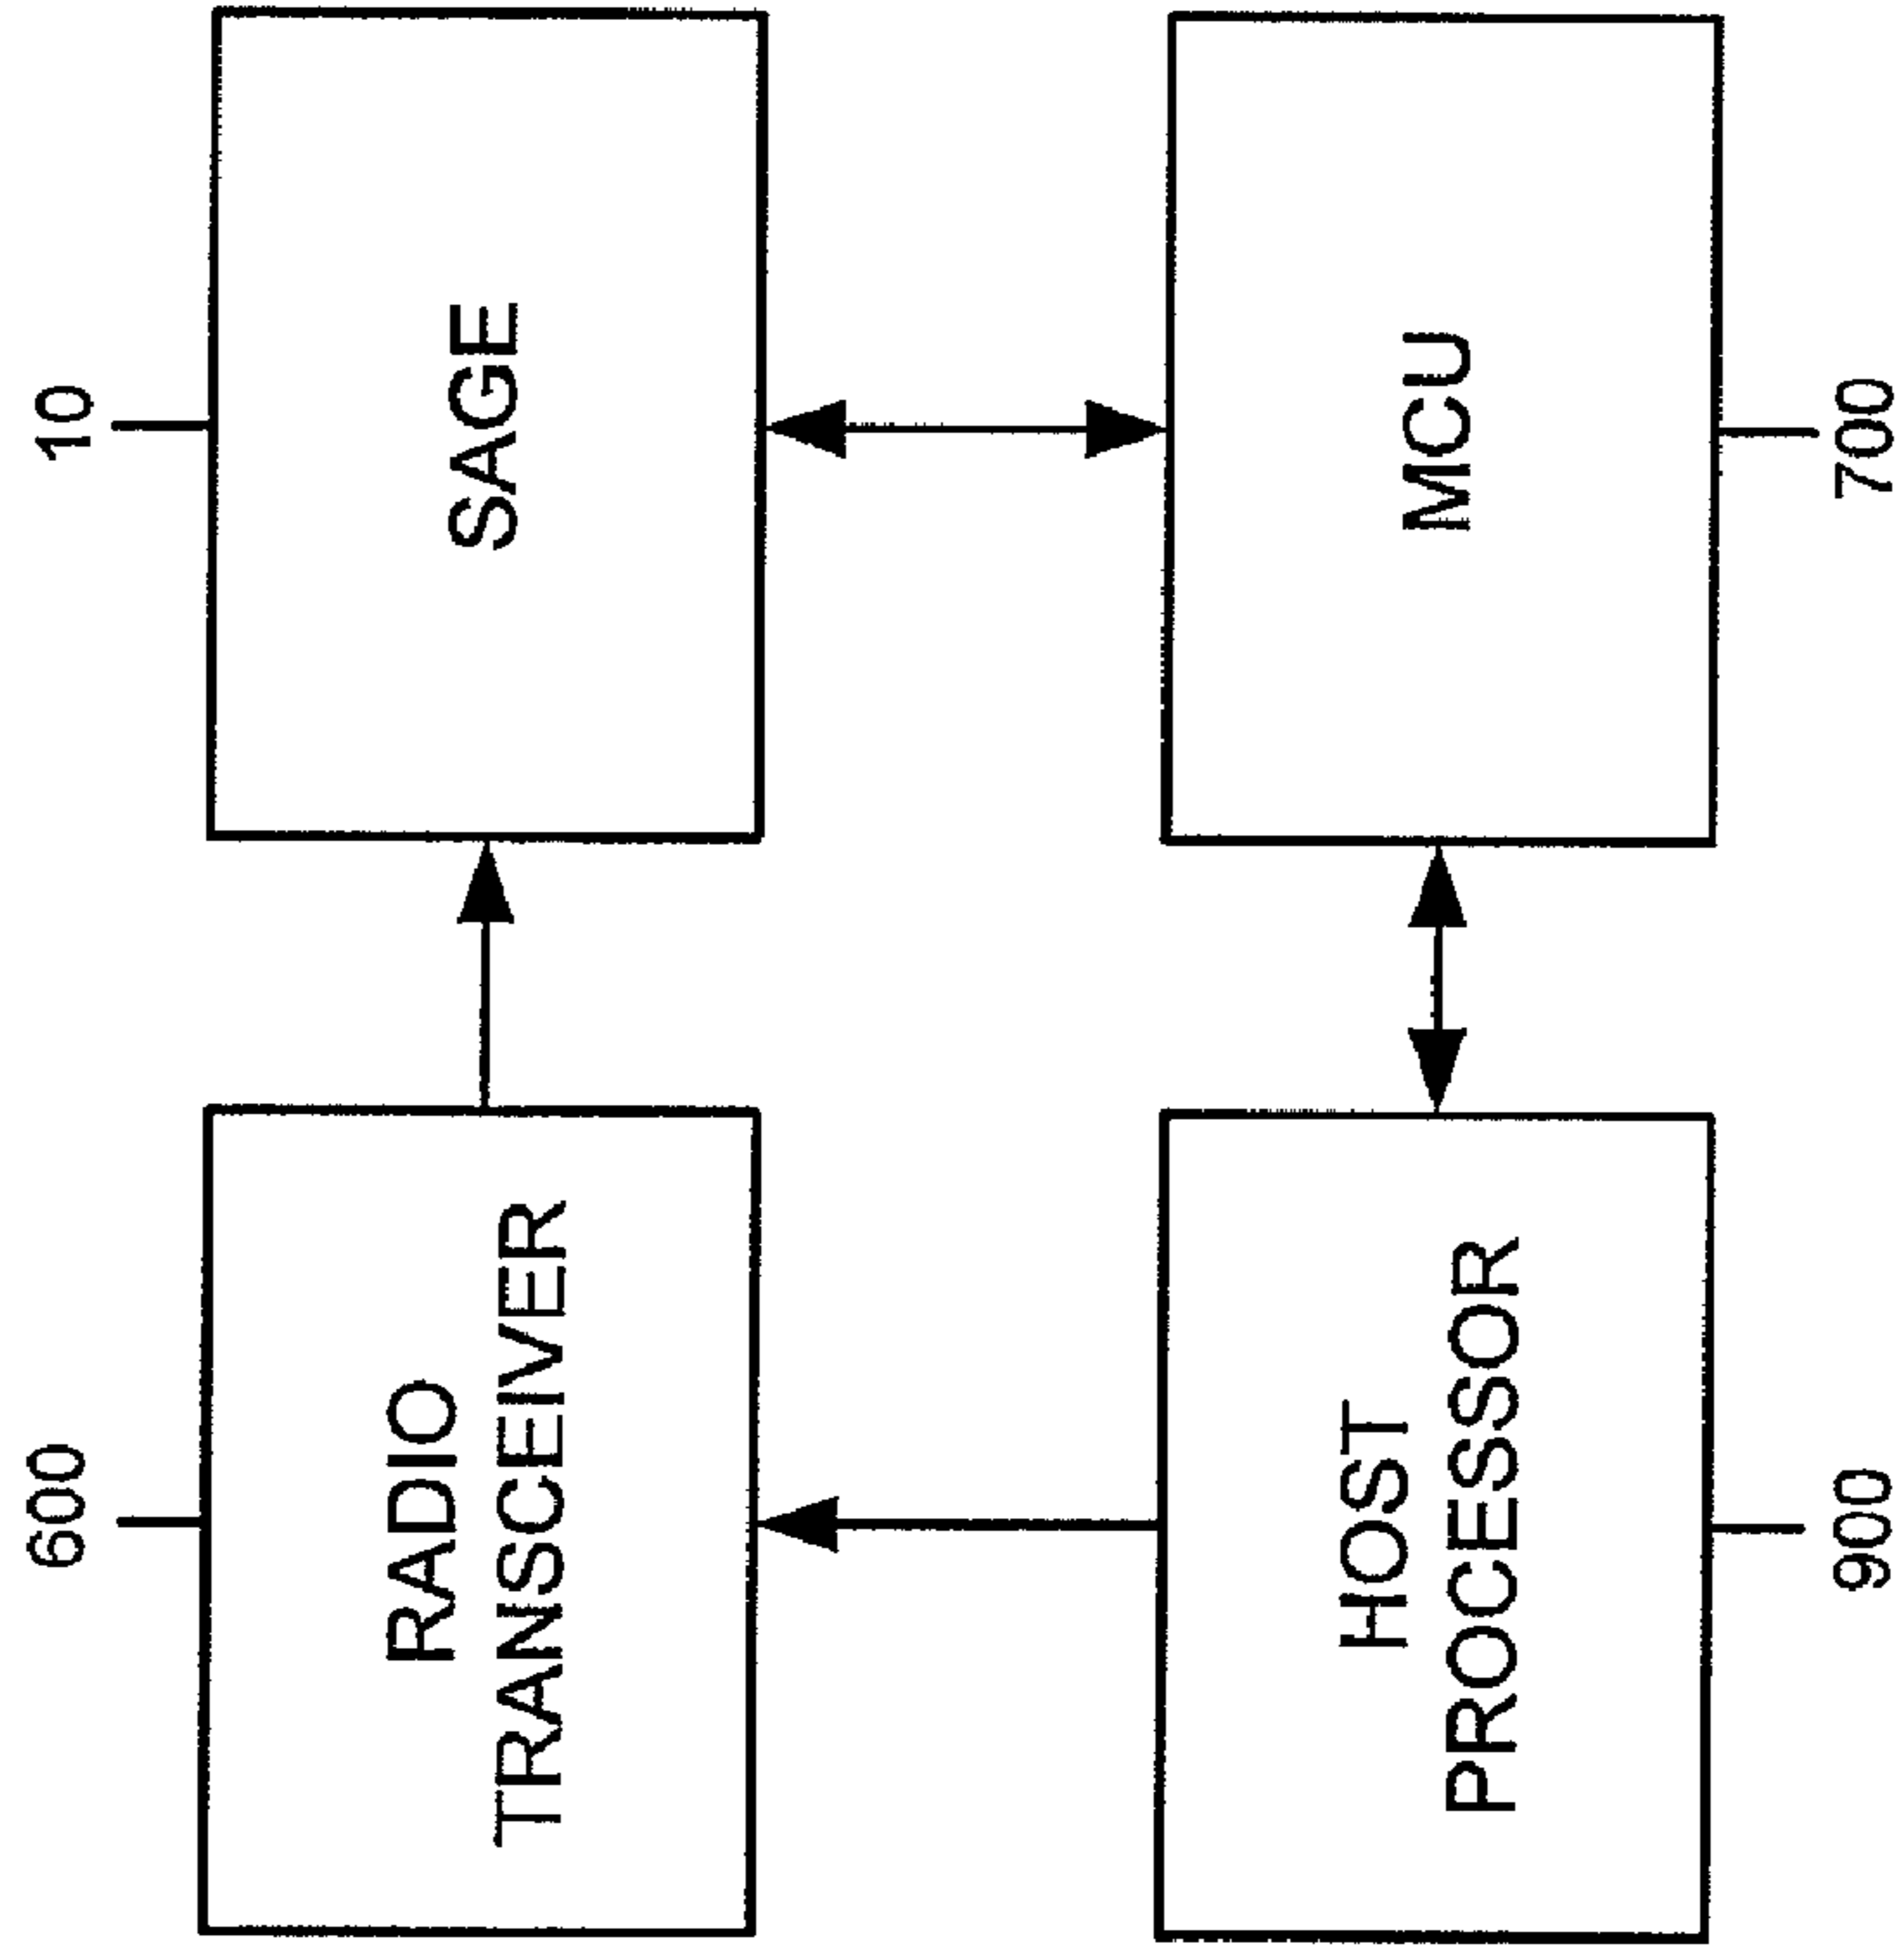 600
10
RADIO
TRANSCEIVER
SAGE
HOST
PROCESSOR
MCU
900
700